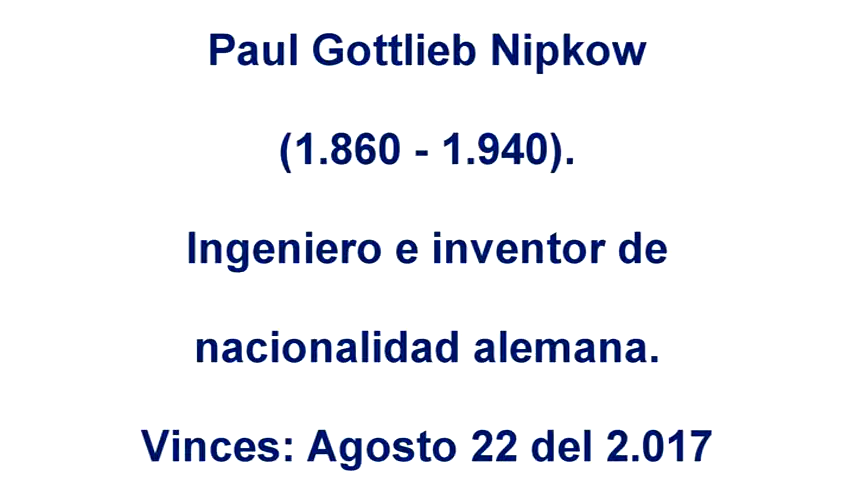 Paul Gottlieb Nipkow
(1.860 - 1.940).
Ingeniero e inventor de
nacionalidad alemana.
Vinces: Agosto 22 del 2.017